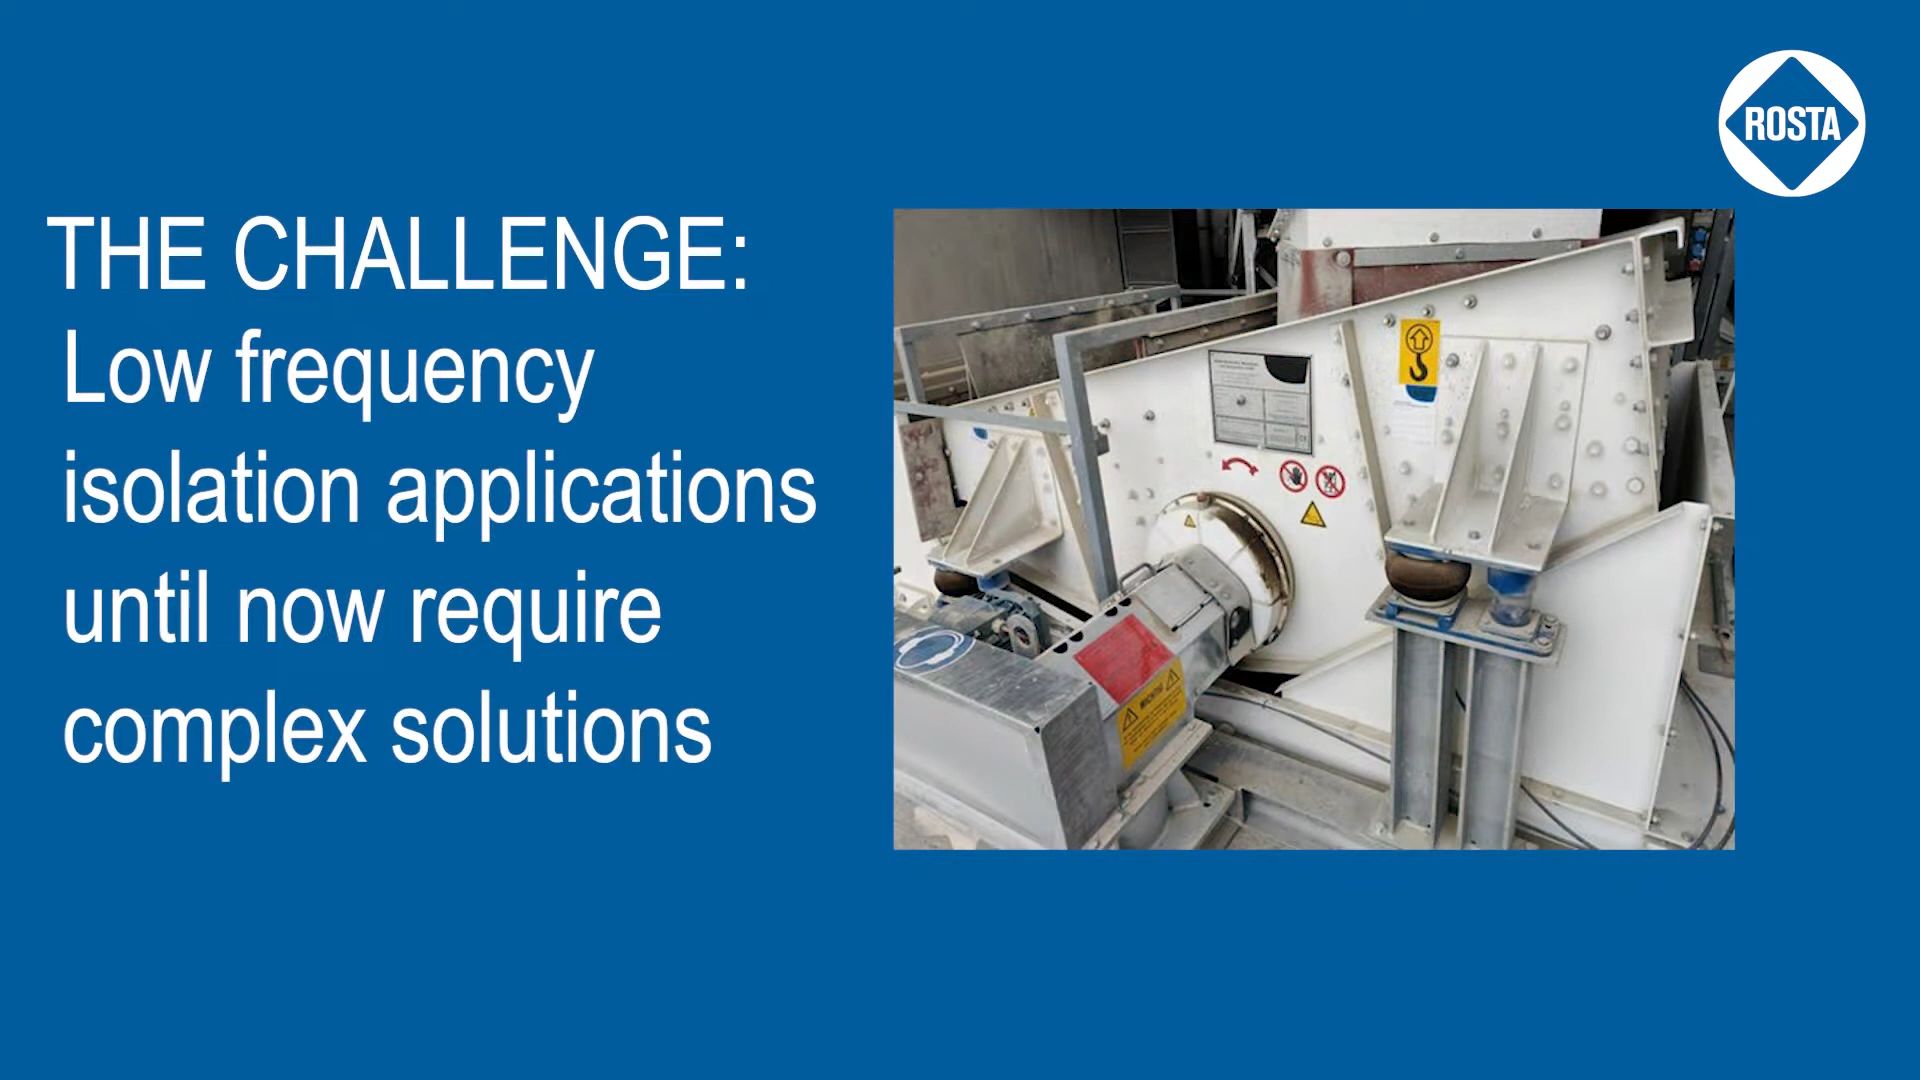 ROSTA
THE CHALLENGE:
Low frequency
isolation applications
until now require
complex solutions